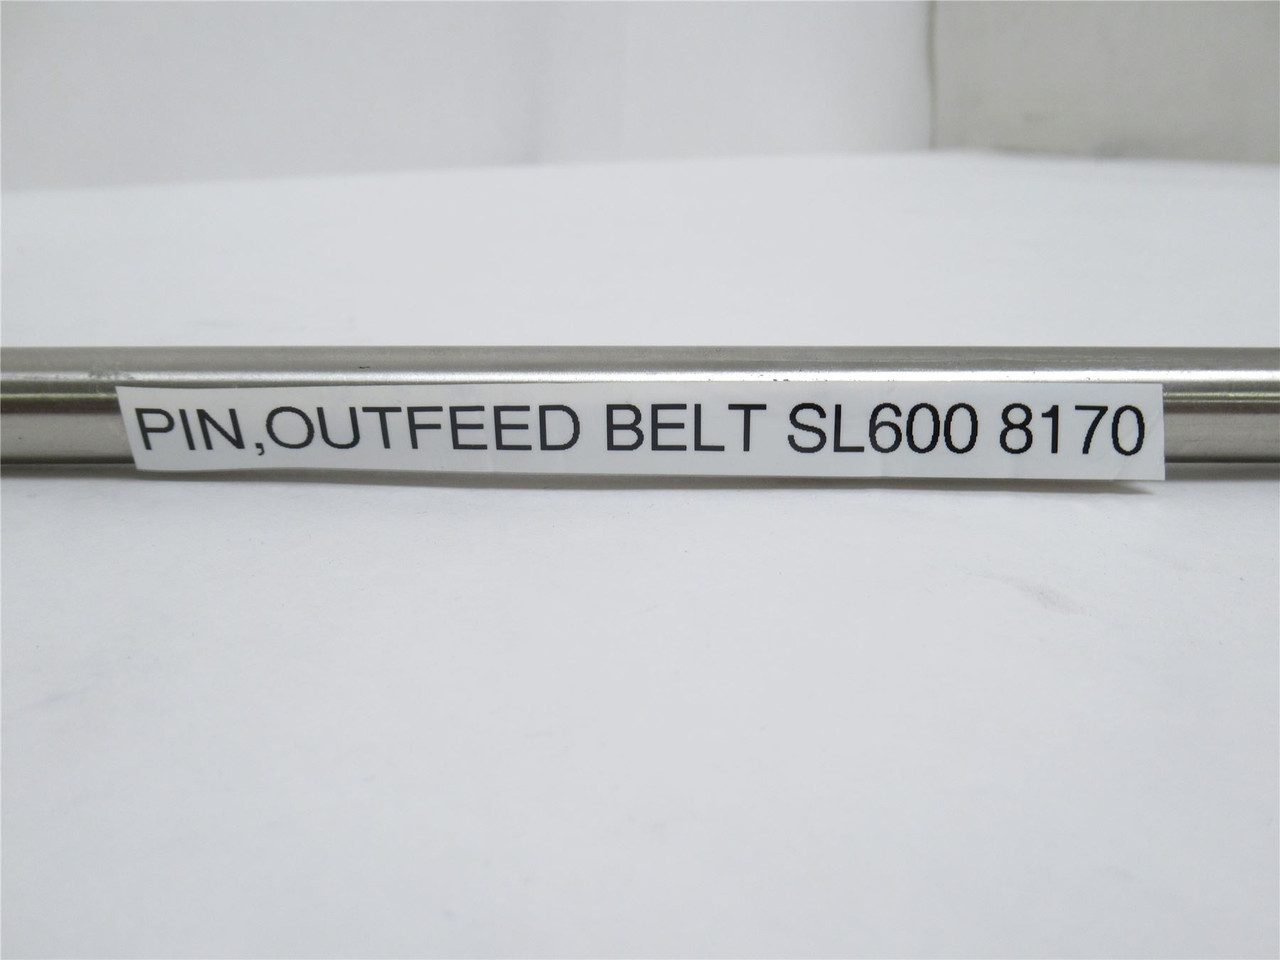 PIN,OUTFEED BELT SL600 8170